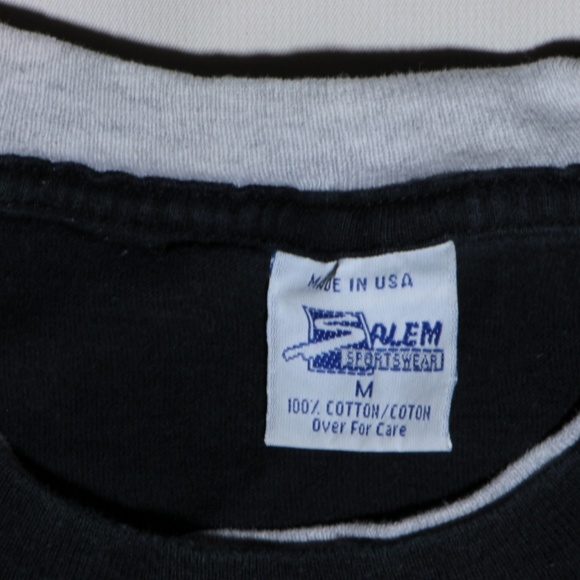 MADE IN USA
SALEM
SPORTSWEAR
M
100% COTTON/COTON
Over For Care